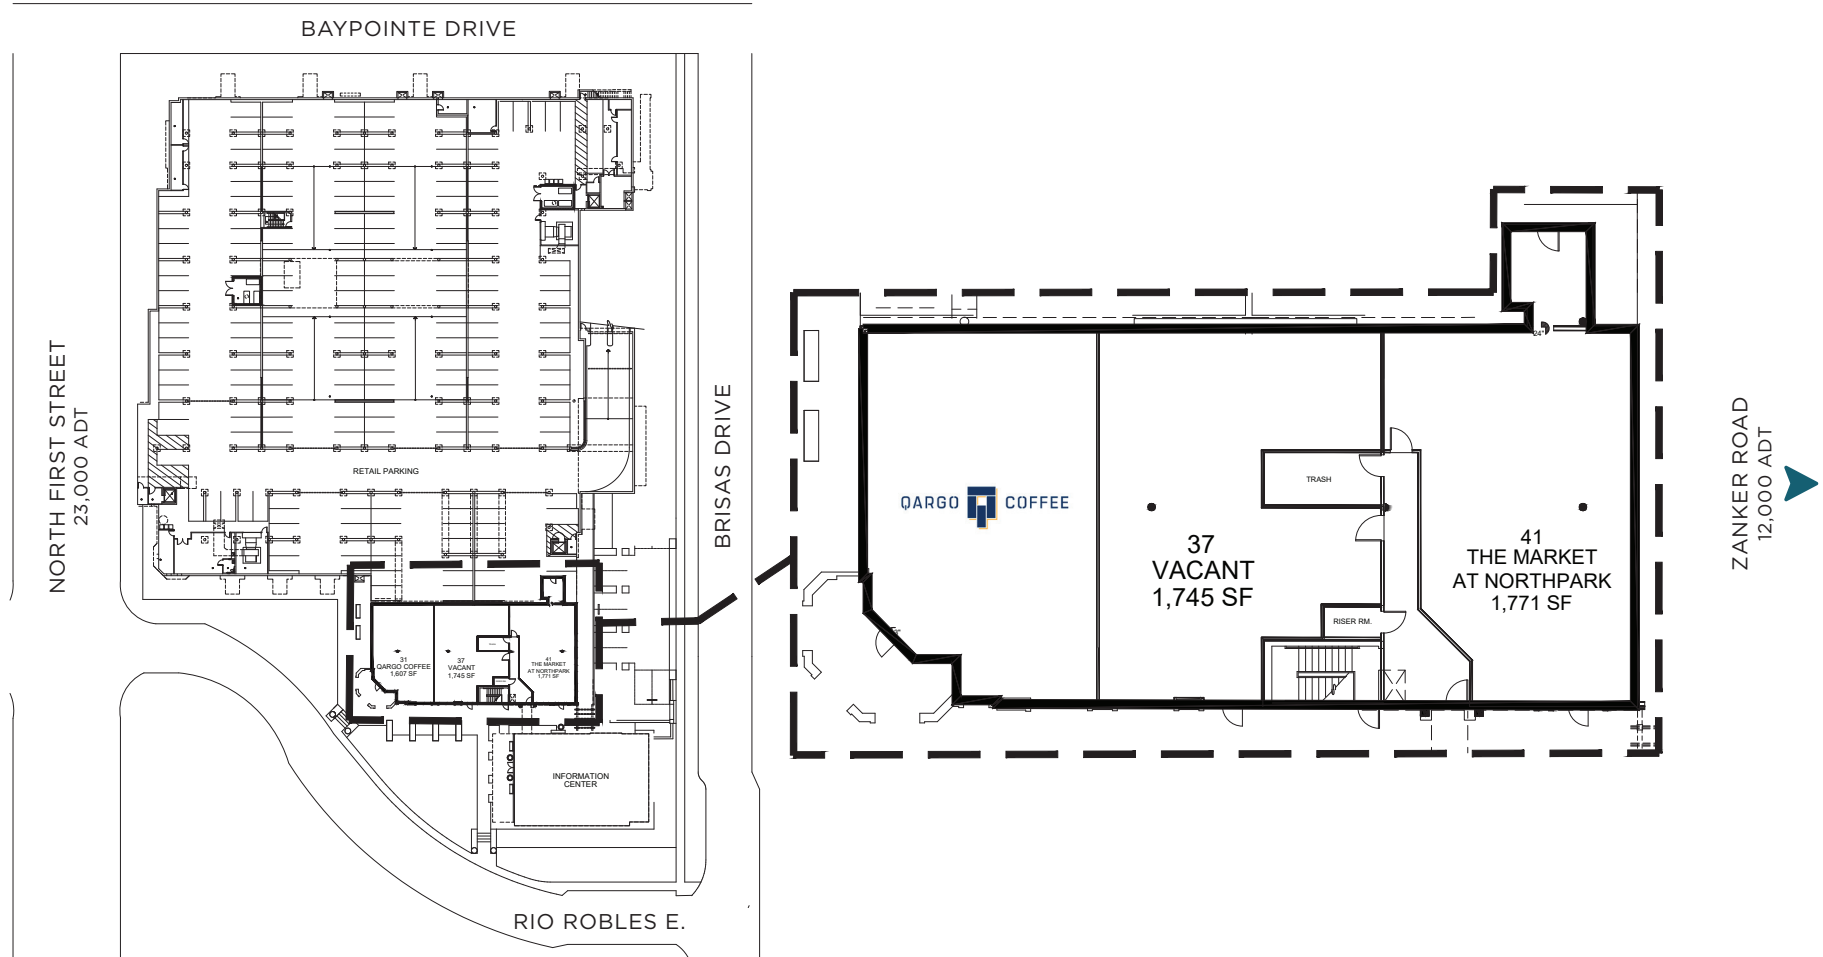 BAYPOINTE DRIVE
NORTH FIRST STREET
23,000 ADT
RETAIL PARKING
BRISAS DRIVE
31
QARGO COFFEE
1,607 SF
37
VACANT
1,745 SF
41
THE MARKET
AT NORTHPARK
1,771 SF
INFORMATION
CENTER
RIO ROBLES E.
QARGO COFFEE
37
VACANT
1,745 SF
TRASH
RISER RM.
24"
41
THE MARKET
AT NORTHPARK
1,771 SF
ZANKER ROAD
12,000 ADT